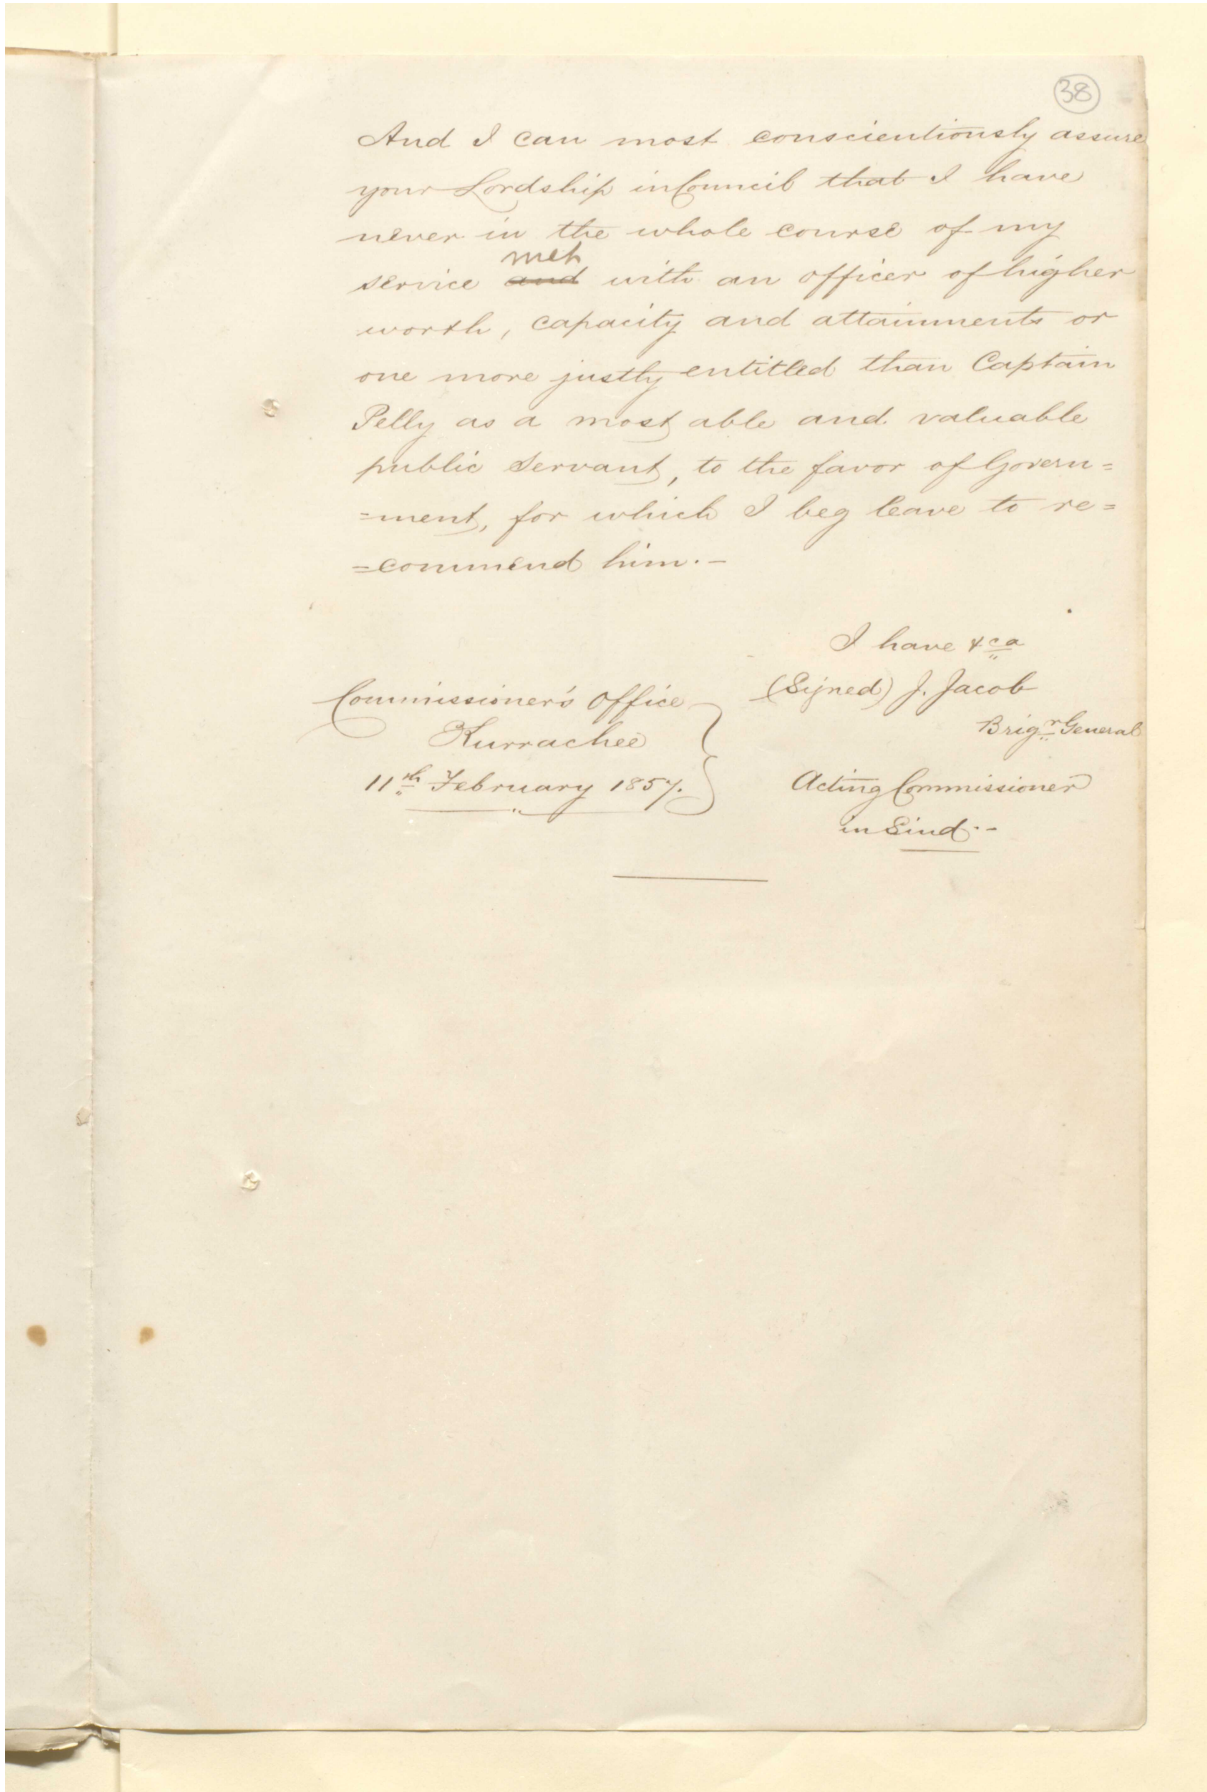 38
And I can most conscientiously assure
your Lordship in Council that I have
never in the whole course of my
met
service and with an officer of higher
worth, capacity and attainments or
one more justly entitled than Captain
Pelly as a most able and valuable
public servant, to the favor of Govern=
=ment, for which I beg leave to re=
=commend him. –
I have &ca
(Signed) J. Jacob
Brigr General
Acting Commissioner
in Sind. –
Commissioner's Office
Kurrachee
11th February 1857.